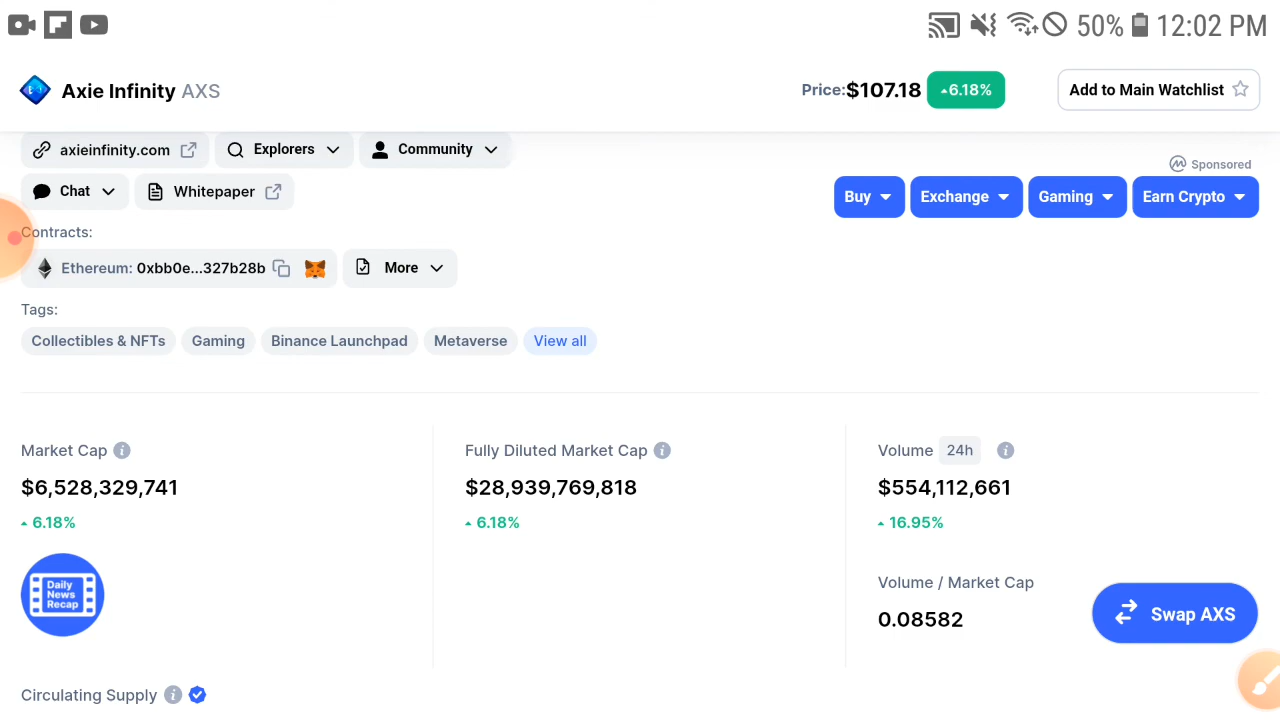 50% 12:02 PM
Axie Infinity AXS Price:$107.18 6.18% Add to Main Watchlist
axieinfinity.com Explorers Community
Sponsored
Chat Whitepaper
Buy Exchange Gaming Earn Crypto
Contracts:
Ethereum: 0xbb0e...327b28b More
Tags:
Collectibles & NFTs Gaming Binance Launchpad Metaverse View all
Market Cap Fully Diluted Market Cap Volume 24h
$6,528,329,741 $28,939,769,818 $554,112,661
6.18% 6.18% 16.95%
Daily
News
Recap
Volume / Market Cap
0.08582
Swap AXS
Circulating Supply